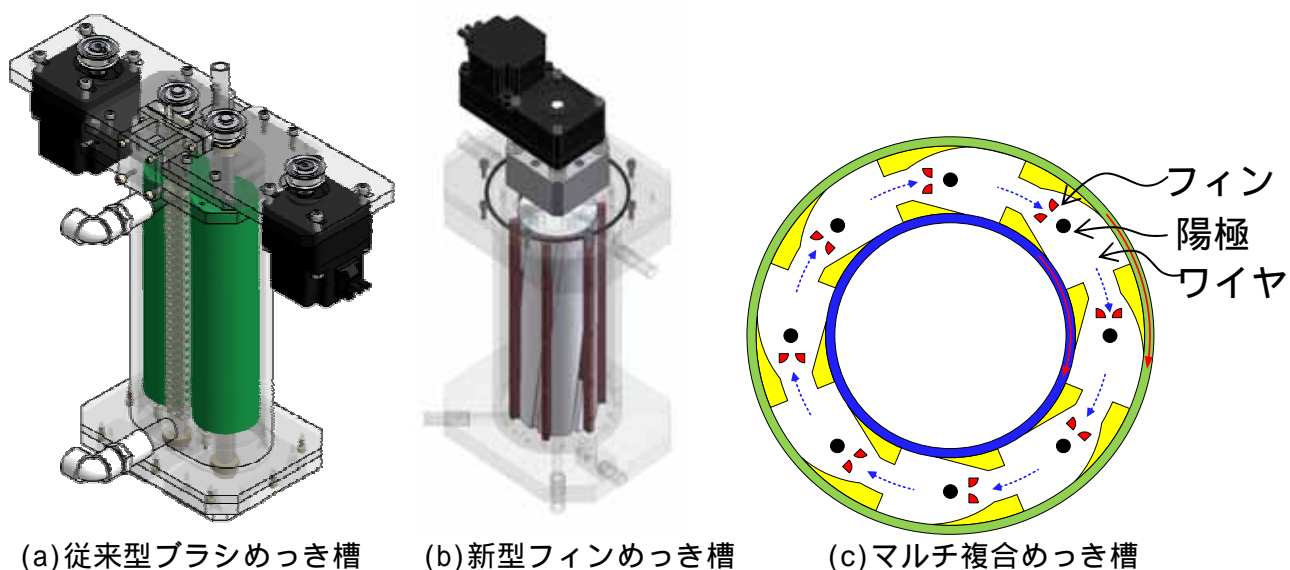 フィン
陽極
ワイヤ
(a)従来型ブラシめっき槽
(b)新型フィンめっき槽
(c)マルチ複合めっき槽